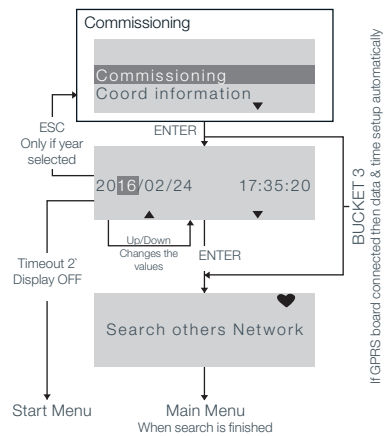 Commissioning
Commissioning
Coord information
ESC
Only if year
selected
ENTER
2016/02/24 17:35:20
Up/Down
Changes the
values
ENTER
Timeout 2`
Display OFF
Search others Network
Start Menu
Main Menu
When search is finished
BUCKET 3
If GPRS board connected then data & time setup automatically